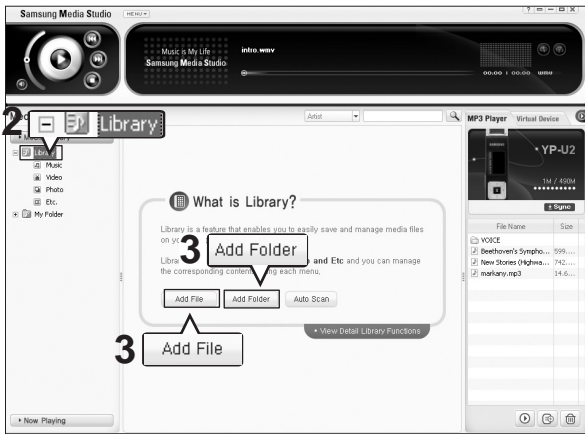 Samsung Media Studio
MENU
Music is My Life
Samsung Media Studio
intro.wmv
00:00 | 00:00 WMV
2
Library
Library
Music
Video
Photo
Etc.
My Folder
Now Playing
Artist
What is Library?
Library is a feature that enables you to easily save and manage media files
on
3 Add Folder
and Etc and you can manage
the corresponding content each menu.
Add File
Add Folder
Auto Scan
View Detail Library Functions
3 Add File
MP3 Player
Virtual Device
YP-U2
1M / 490M
Sync
File Name Size
VOICE
Beethoven's Sympho... 599....
New Stories (Highwa... 742....
markany.mp3 14.6...